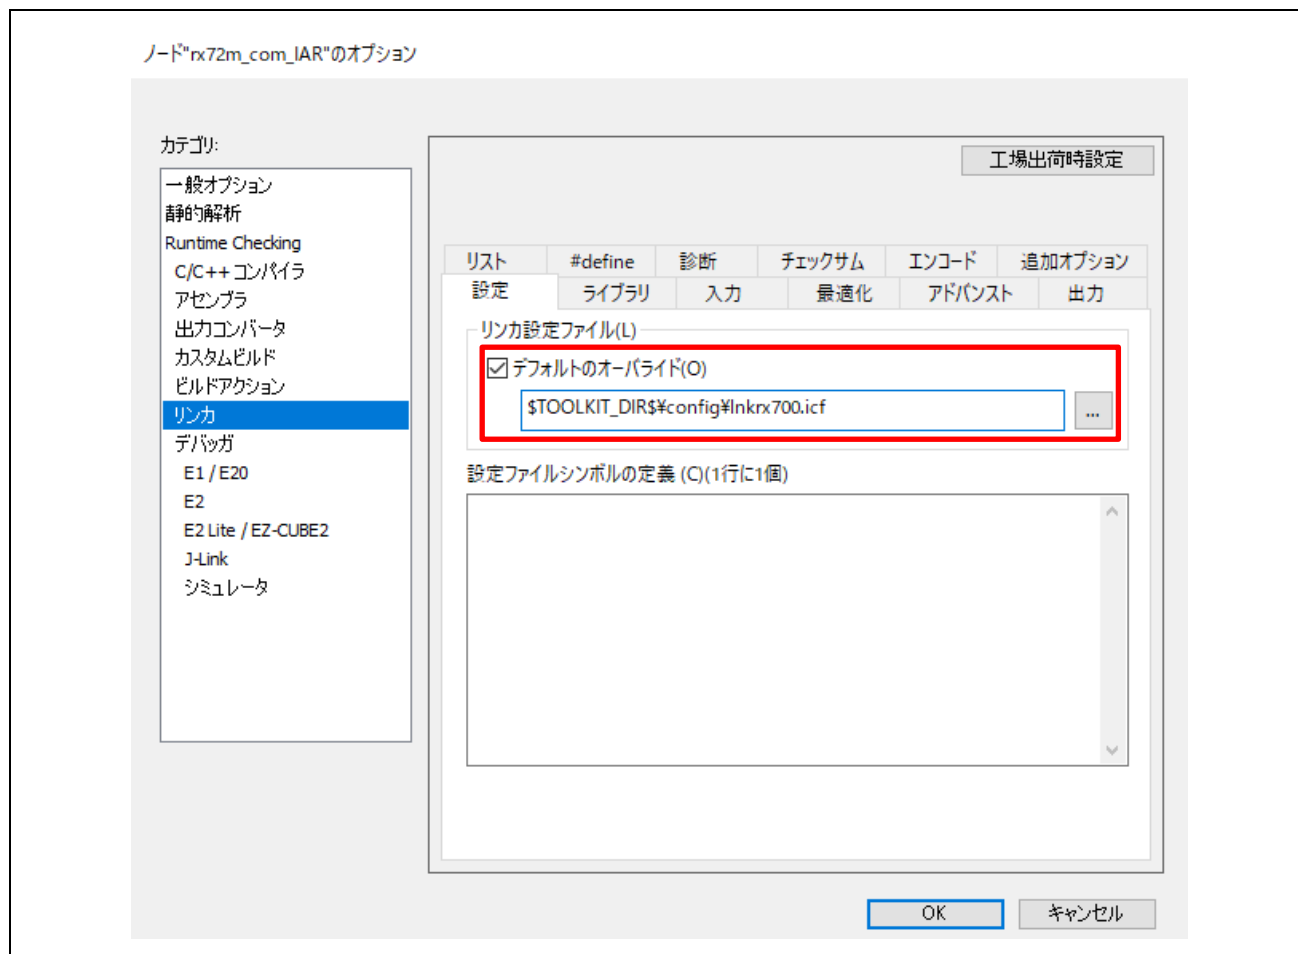 ノード"rx72m_com_IAR"のオプション
カテゴリ:
一般オプション
静的解析
Runtime Checking
C/C++ コンパイラ
アセンブラ
出力コンバータ
カスタムビルド
ビルドアクション
リンカ
デバッガ
E1 / E20
E2
E2 Lite / EZ-CUBE2
J-Link
シミュレータ
工場出荷時設定
リスト #define 診断 チェックサム エンコード 追加オプション
設定 ライブラリ 入力 最適化 アドバンスト 出力
リンカ設定ファイル(L)
デフォルトのオーバライド(O)
$TOOLKIT_DIR$¥config¥lnkrx700.icf
...
設定ファイルシンボルの定義 (C)(1行に1個)
OK キャンセル